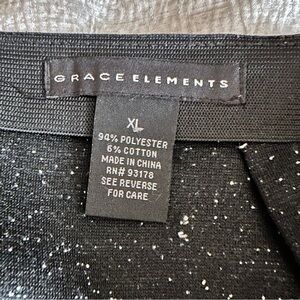 GRACE ELEMENTS
XL
94% POLYESTER
6% COTTON
MADE IN CHINA
RN# 93178
SEE REVERSE
FOR CARE